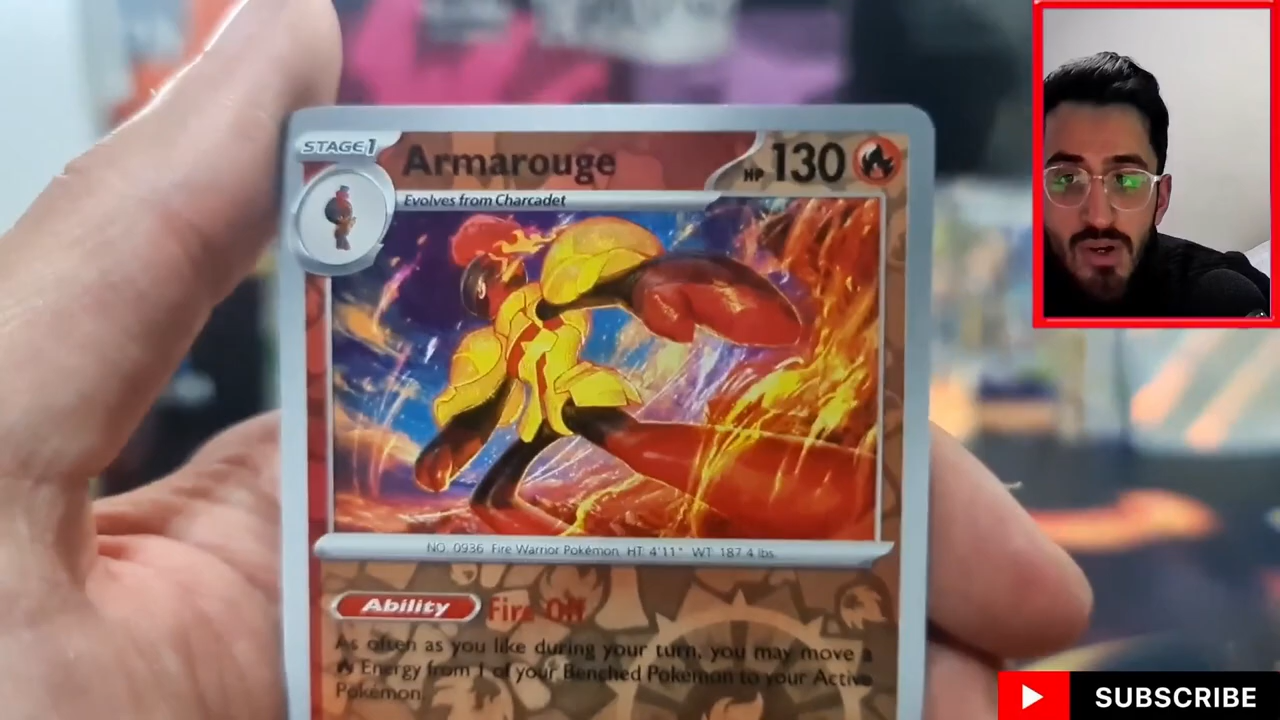 STAGE1
Armarouge
HP 130
Evolves from Charcadet
NO. 0936 Fire Warrior Pokémon HT: 4'11" WT: 187.4 lbs.
Ability Fire Off
As often as you like during your turn, you may move a
Energy from 1 of your Benched Pokémon to your Active
Pokémon.
SUBSCRIBE